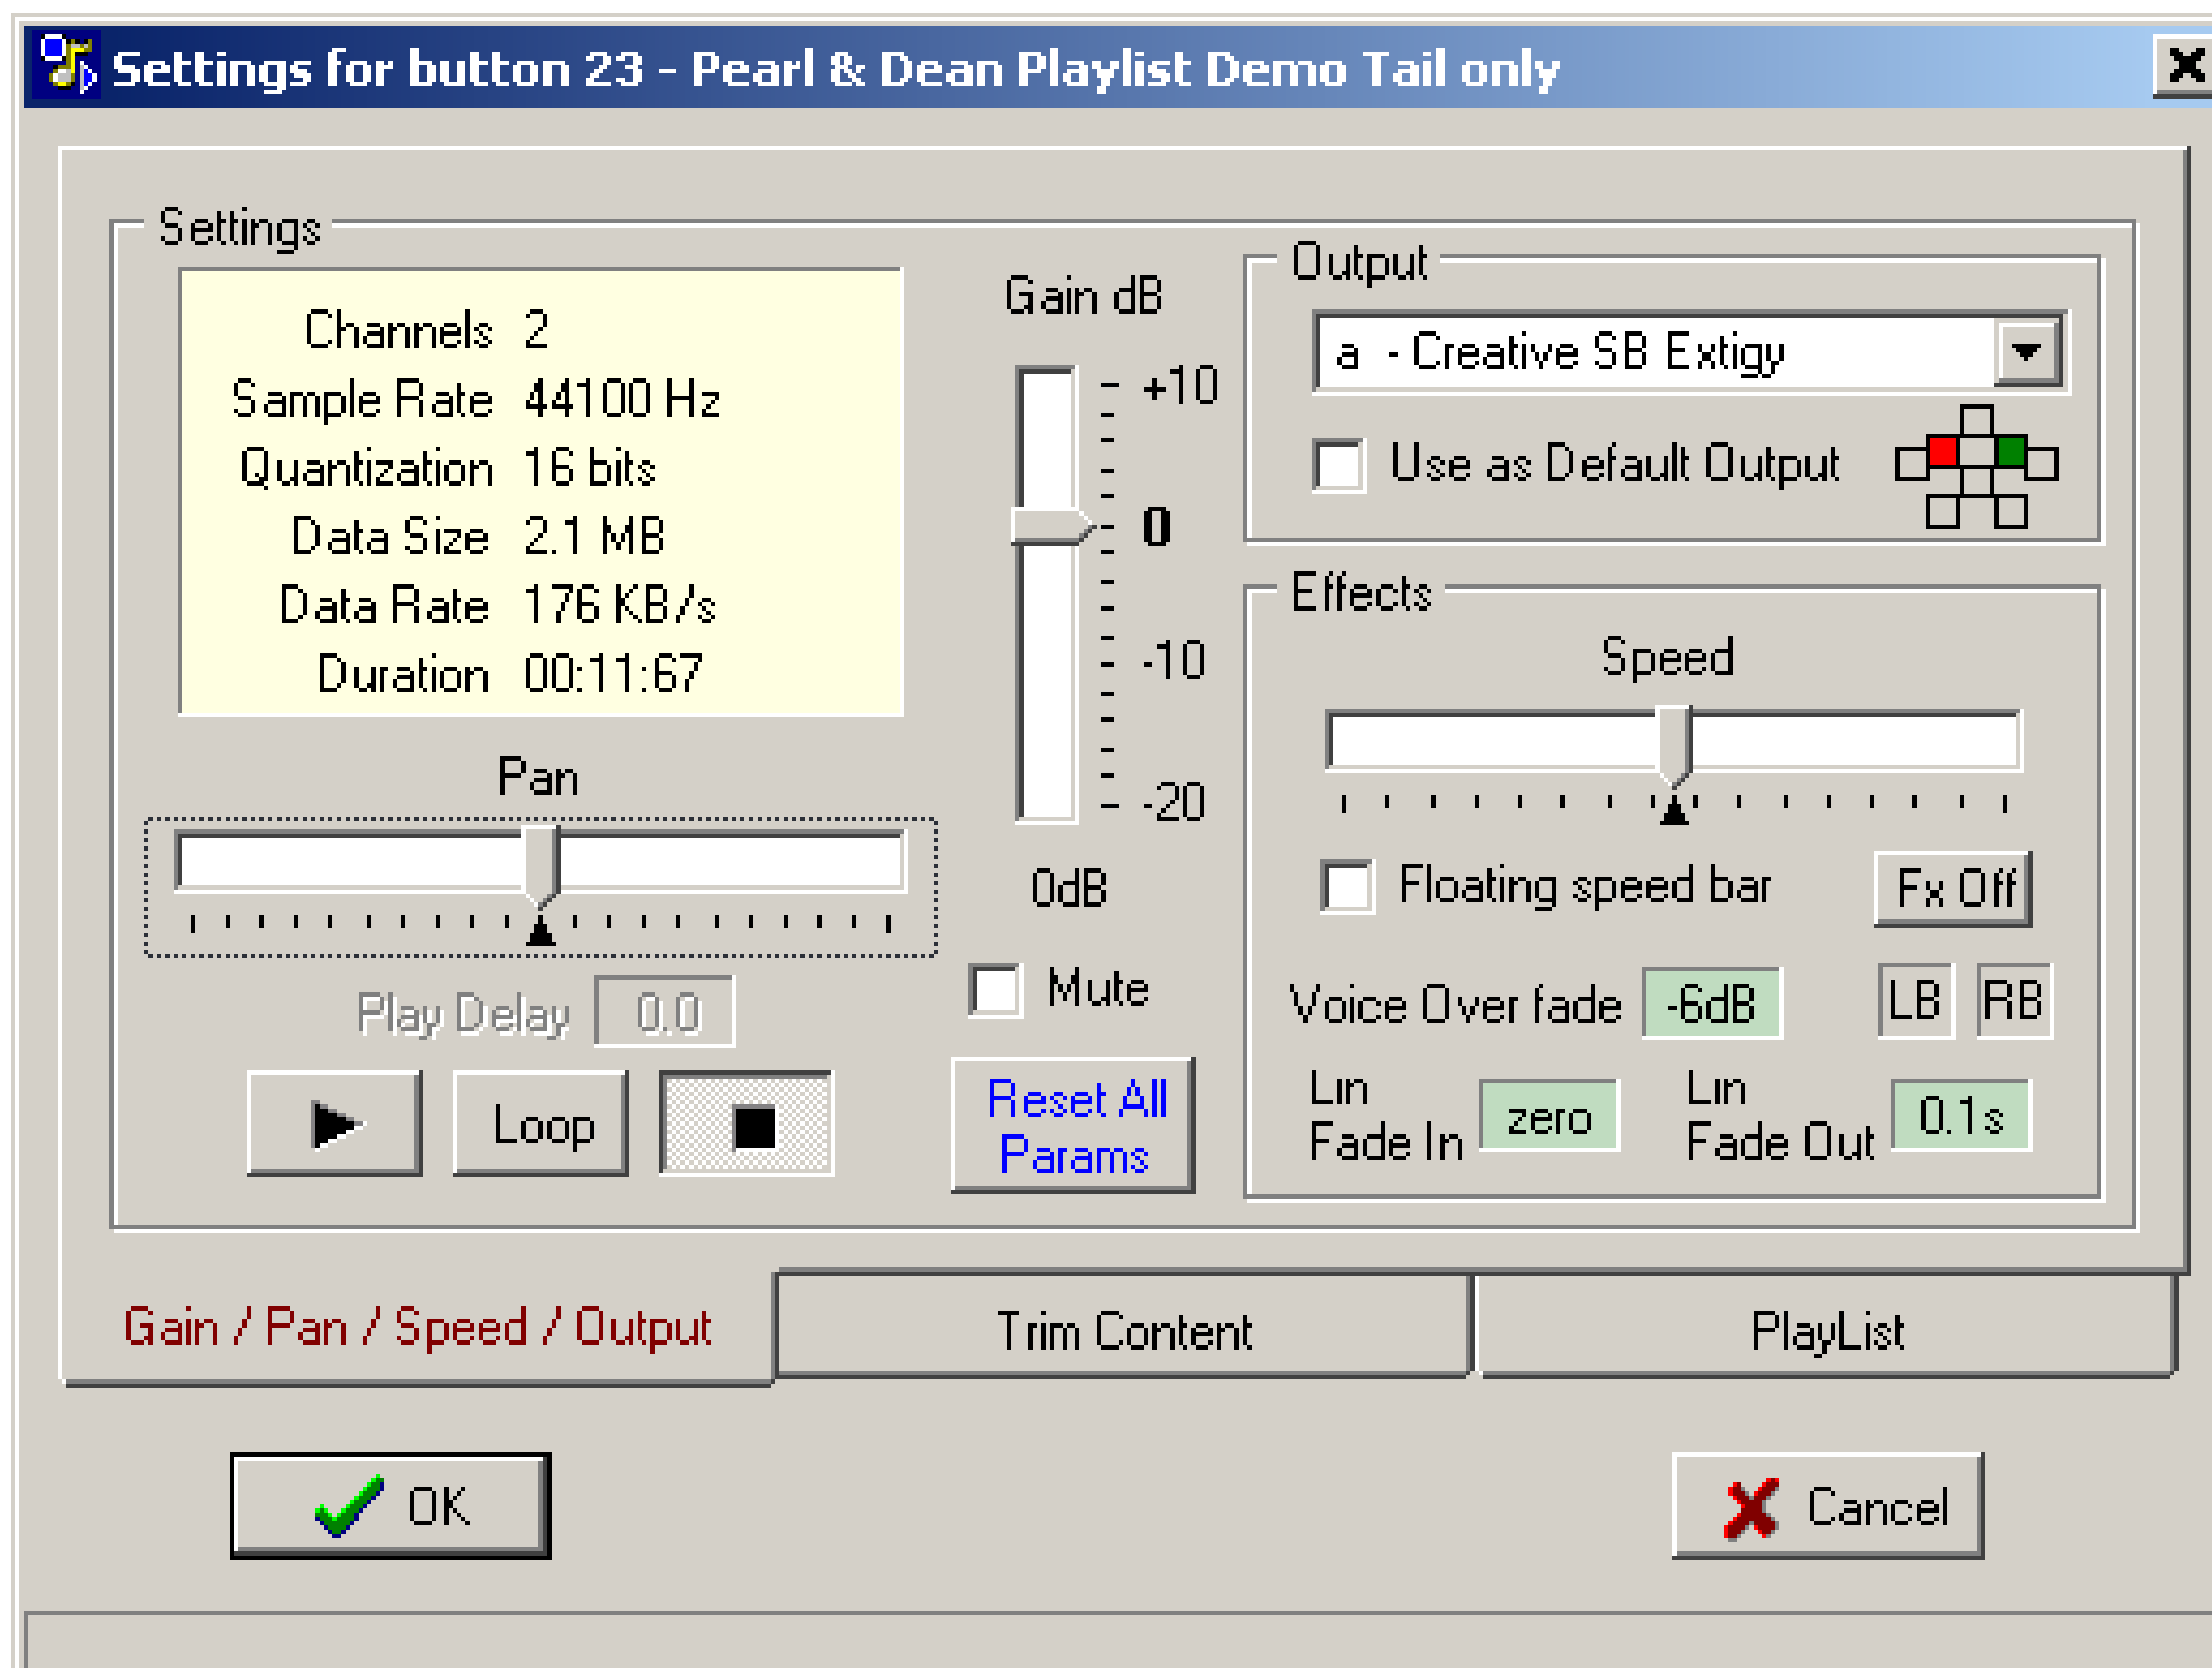 Settings for button 23 - Pearl & Dean Playlist Demo Tail only
Settings
Channels 2
Sample Rate 44100 Hz
Quantization 16 bits
Data Size 2.1 MB
Data Rate 176 KB/s
Duration 00:11:67
Pan
Play Delay 0.0
Loop
Gain dB
+10
0
-10
-20
0dB
Mute
Reset All
Params
Output
a - Creative SB Extigy
Use as Default Output
Effects
Speed
Floating speed bar
Fx Off
Voice Over fade -6dB LB RB
Lin
Fade In zero
Lin
Fade Out 0.1s
Gain / Pan / Speed / Output
Trim Content
PlayList
OK
Cancel